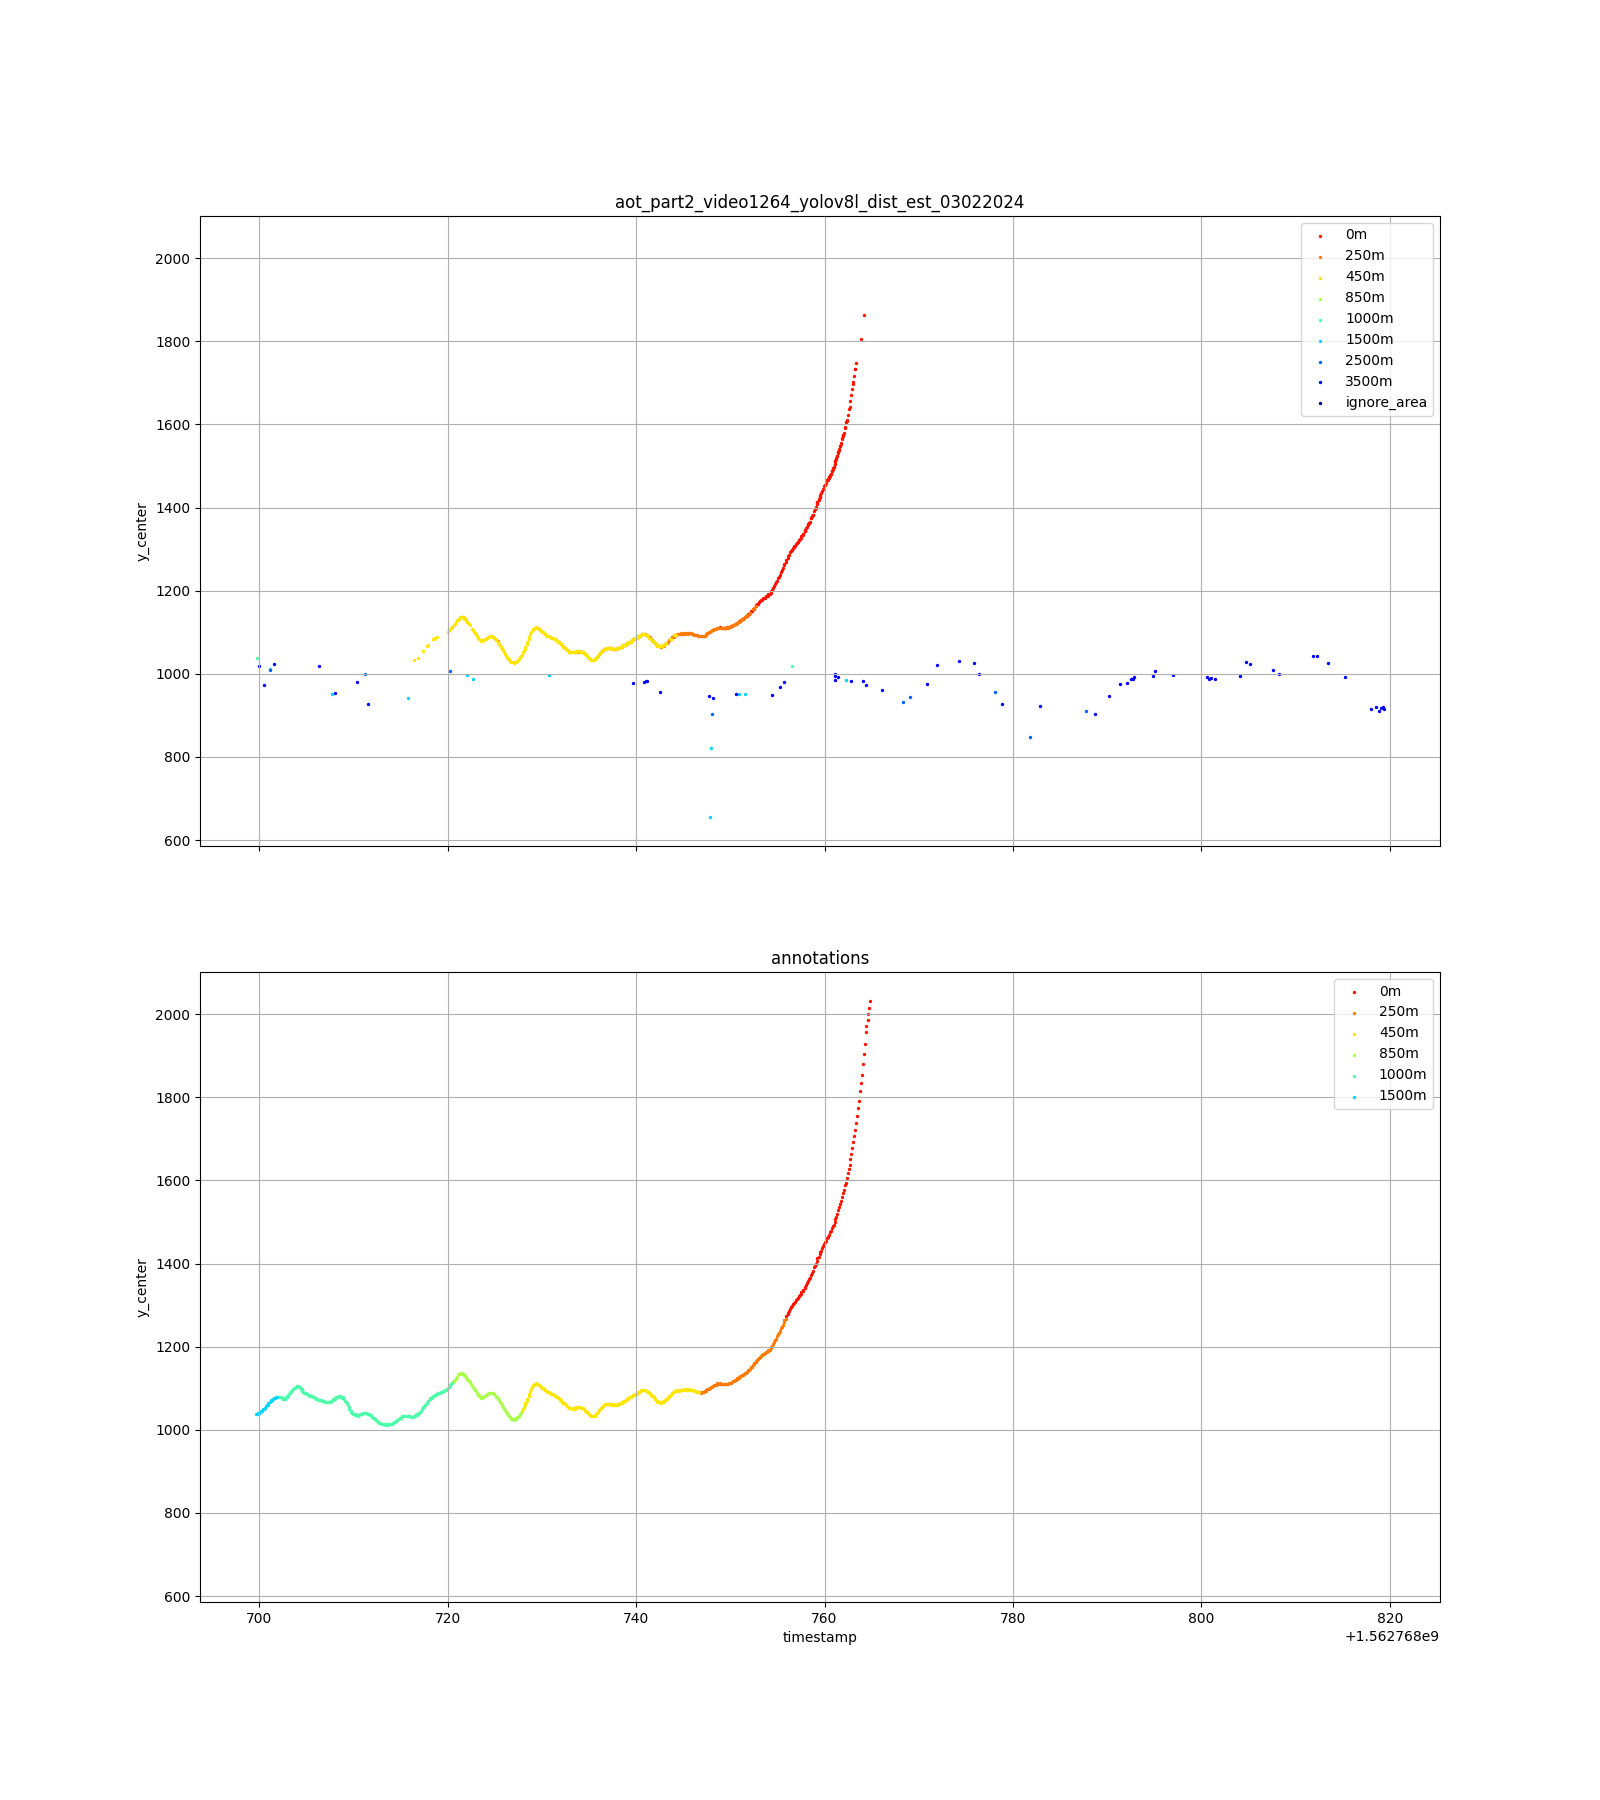 aot_part2_video1264_yolov8l_dist_est_03022024
2000
1800
1600
1400
1200
1000
800
600
y_center
0m
250m
450m
850m
1000m
1500m
2500m
3500m
ignore_area
annotations
2000
1800
1600
1400
1200
1000
800
600
y_center
0m
250m
450m
850m
1000m
1500m
700 720 740 760 780 800 820
timestamp
+1.562768e9